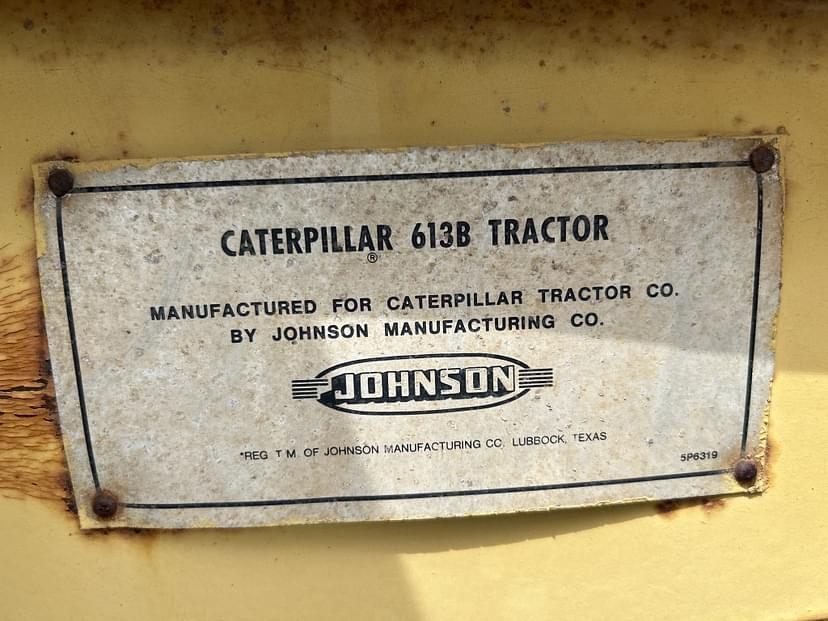 CATERPILLAR 613B TRACTOR
®
MANUFACTURED FOR CATERPILLAR TRACTOR CO.
BY JOHNSON MANUFACTURING CO.
JOHNSON
*REG T M. OF JOHNSON MANUFACTURING CO. LUBBOCK, TEXAS
5P6319